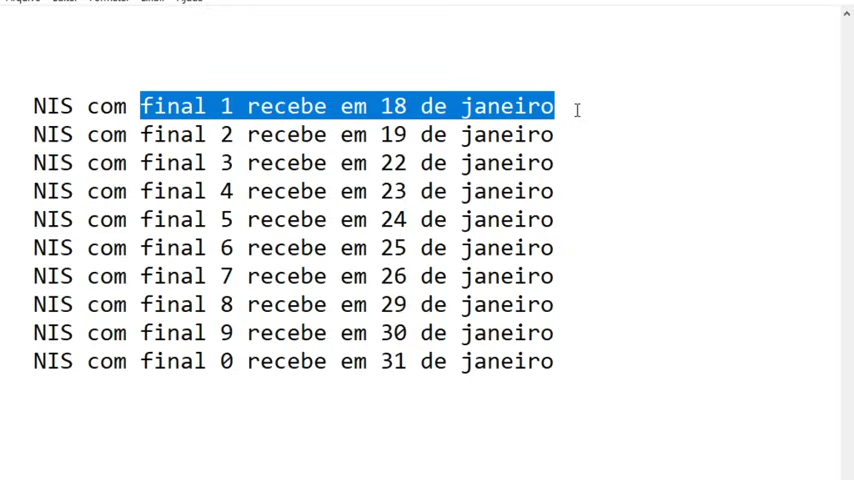 NIS com final 1 recebe em 18 de janeiro
NIS com final 2 recebe em 19 de janeiro
NIS com final 3 recebe em 22 de janeiro
NIS com final 4 recebe em 23 de janeiro
NIS com final 5 recebe em 24 de janeiro
NIS com final 6 recebe em 25 de janeiro
NIS com final 7 recebe em 26 de janeiro
NIS com final 8 recebe em 29 de janeiro
NIS com final 9 recebe em 30 de janeiro
NIS com final 0 recebe em 31 de janeiro